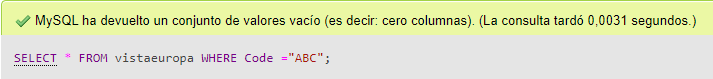 MySQL ha devuelto un conjunto de valores vacío (es decir: cero columnas). (La consulta tardó 0,0031 segundos.)
SELECT * FROM vistaeuropa WHERE Code ="ABC";